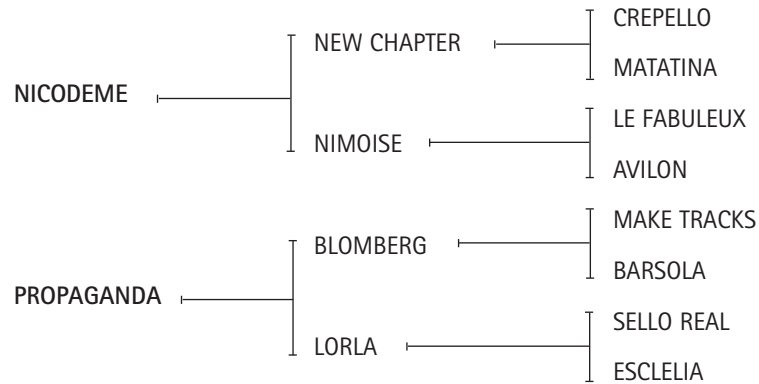 CREPELLO
NEW CHAPTER
MATATINA
NICODEME
LE FABULEUX
NIMOISE
AVILON
MAKE TRACKS
BLOMBERG
BARSOLA
PROPAGANDA
SELLO REAL
LORLA
ESCLELIA